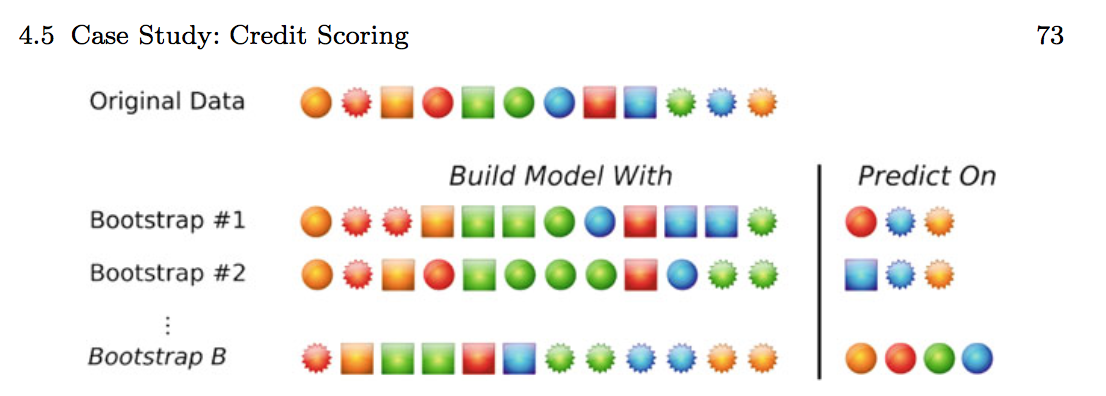 4.5 Case Study: Credit Scoring 73
Original Data
Build Model With Predict On
Bootstrap #1
Bootstrap #2
⋮
Bootstrap B